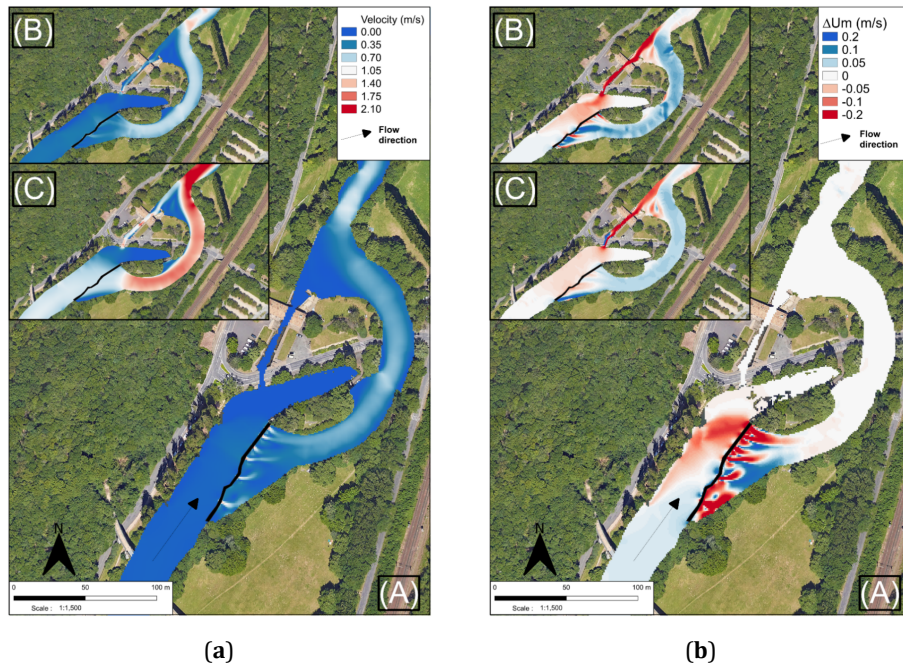 (B)
Velocity (m/s)
0.00
0.35
0.70
1.05
1.40
1.75
2.10
Flow
direction
(C)
N
0 50 100 m
Scale : 1:1,500
(A)
(a)
(B)
ΔUm (m/s)
0.2
0.1
0.05
0
-0.05
-0.1
-0.2
Flow
direction
(C)
N
0 50 100 m
Scale : 1:1,500
(A)
(b)